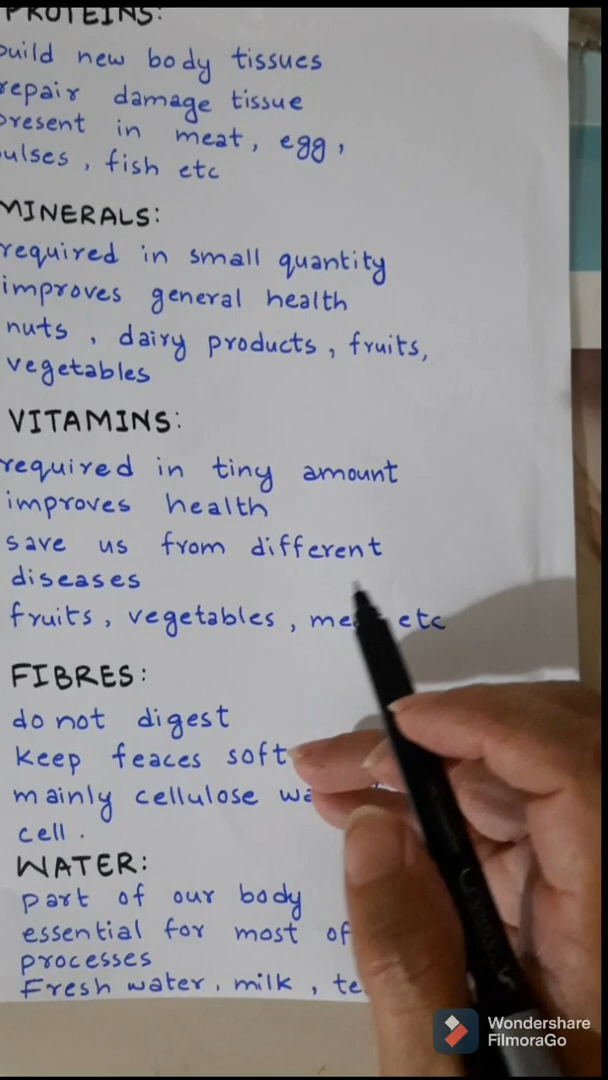 PROTEINS:
build new body tissues
repair damage tissue
present in meat, egg,
pulses, fish etc
MINERALS:
required in small quantity
improves general health
nuts, dairy products, fruits,
vegetables
VITAMINS:
required in tiny amount
improves health
save us from different
diseases
fruits, vegetables, etc
FIBRES:
do not digest
keep feaces soft
mainly cellulose
cell.
WATER:
part of our body
essential for most of
processes
Fresh water, milk,
Wondershare
FilmoraGo